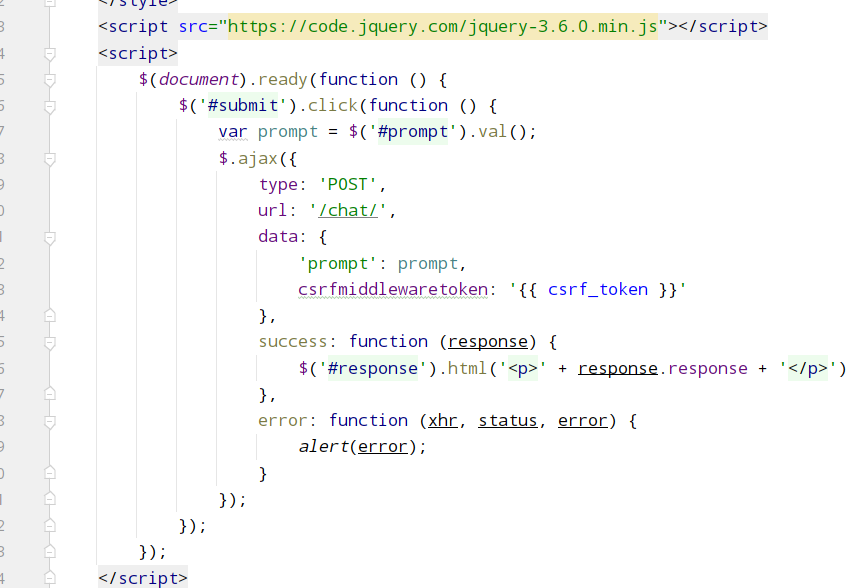 </style>
<script src="https://code.jquery.com/jquery-3.6.0.min.js"></script>
<script>
$(document).ready(function () {
$('#submit').click(function () {
var prompt = $('#prompt').val();
$.ajax({
type: 'POST',
url: '/chat/',
data: {
'prompt': prompt,
csrfmiddlewaretoken: '{{ csrf_token }}'
},
success: function (response) {
$('#response').html('<p>' + response.response + '</p>')
},
error: function (xhr, status, error) {
alert(error);
}
});
});
});
</script>